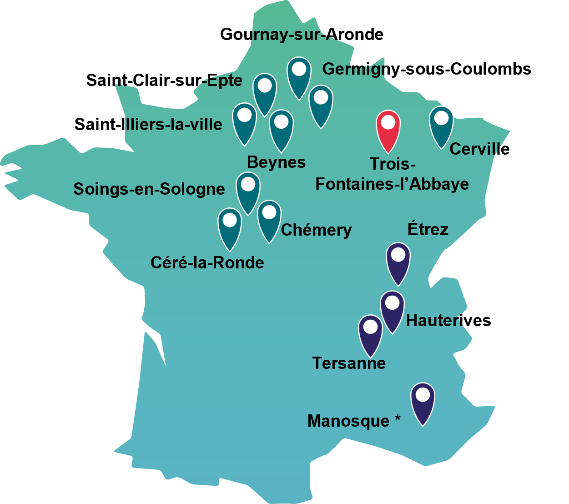 Gournay-sur-Aronde
Germigny-sous-Coulombs
Saint-Clair-sur-Epte
Saint-Illiers-la-ville
Beynes
Cerville
Trois-
Fontaines-l’Abbaye
Soings-en-Sologne
Chémery
Céré-la-Ronde
Étrez
Hauterives
Tersanne
Manosque *